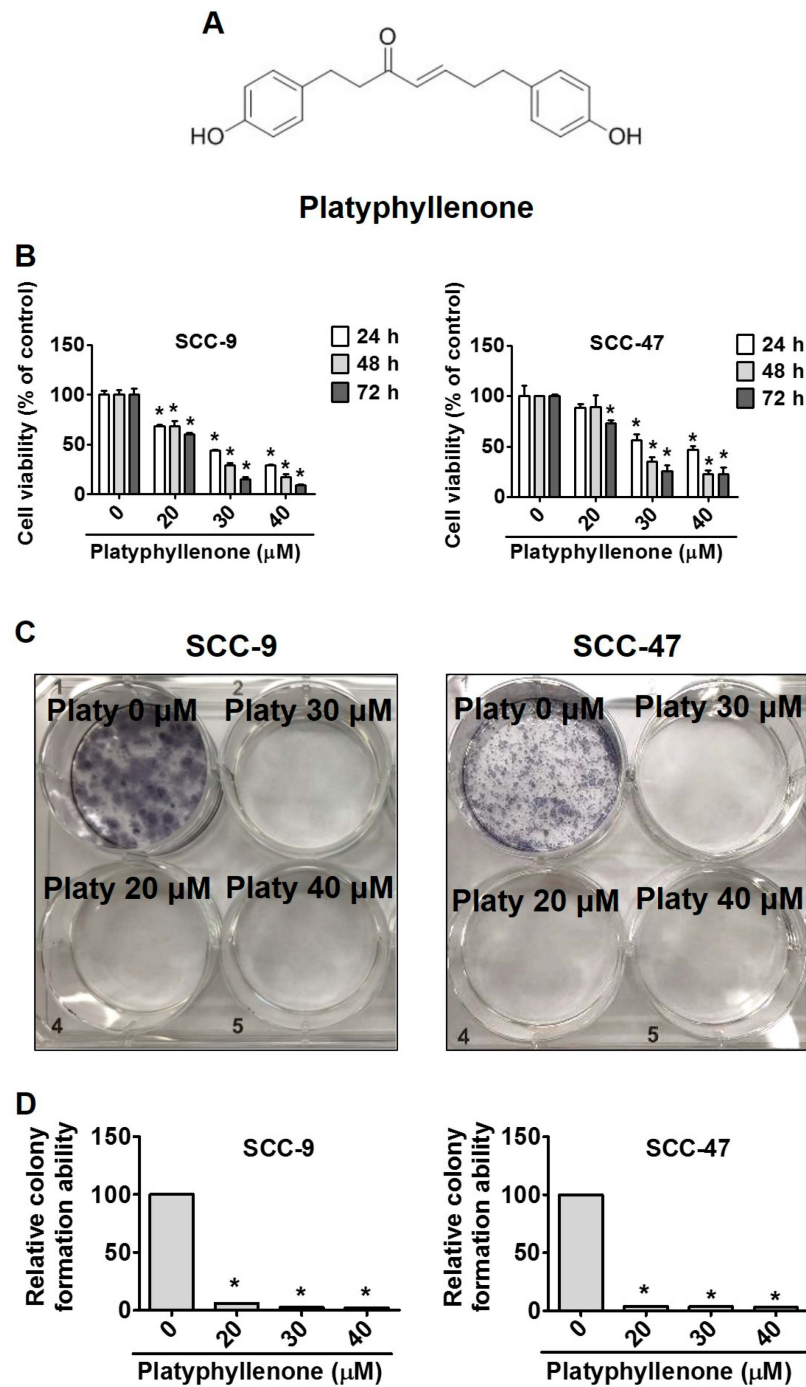 A
O
HO
OH
Platyphyllenone
B
Cell viability (% of control)
150
100
50
0
SCC-9
24 h
48 h
72 h
* * *
* * *
* * *
0 20 30 40
Platyphyllenone (μM)
Cell viability (% of control)
150
100
50
0
SCC-47
24 h
48 h
72 h
*
* * *
* * *
0 20 30 40
Platyphyllenone (μM)
C
SCC-9
1 2
Platy 0 μM Platy 30 μM
Platy 20 μM Platy 40 μM
4 5
SCC-47
1
Platy 0 μM Platy 30 μM
Platy 20 μM Platy 40 μM
4 5
D
Relative colony
formation ability
150
100
50
0
SCC-9
* * *
0 20 30 40
Platyphyllenone (μM)
Relative colony
formation ability
150
100
50
0
SCC-47
* * *
0 20 30 40
Platyphyllenone (μM)